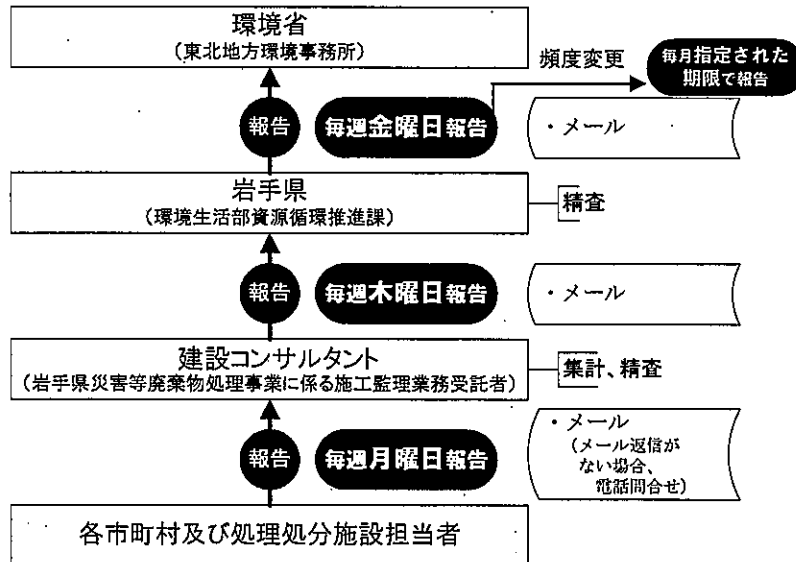 環境省
(東北地方環境事務所)
頻度変更
毎月指定された
期限で報告
報告
毎週金曜日報告
・メール
岩手県
(環境生活部資源循環推進課)
精査
報告
毎週木曜日報告
・メール
建設コンサルタント
(岩手県災害等廃棄物処理事業に係る施工監理業務受託者)
集計、精査
報告
毎週月曜日報告
・メール
(メール返信が
ない場合、
電話問合せ)
各市町村及び処理処分施設担当者